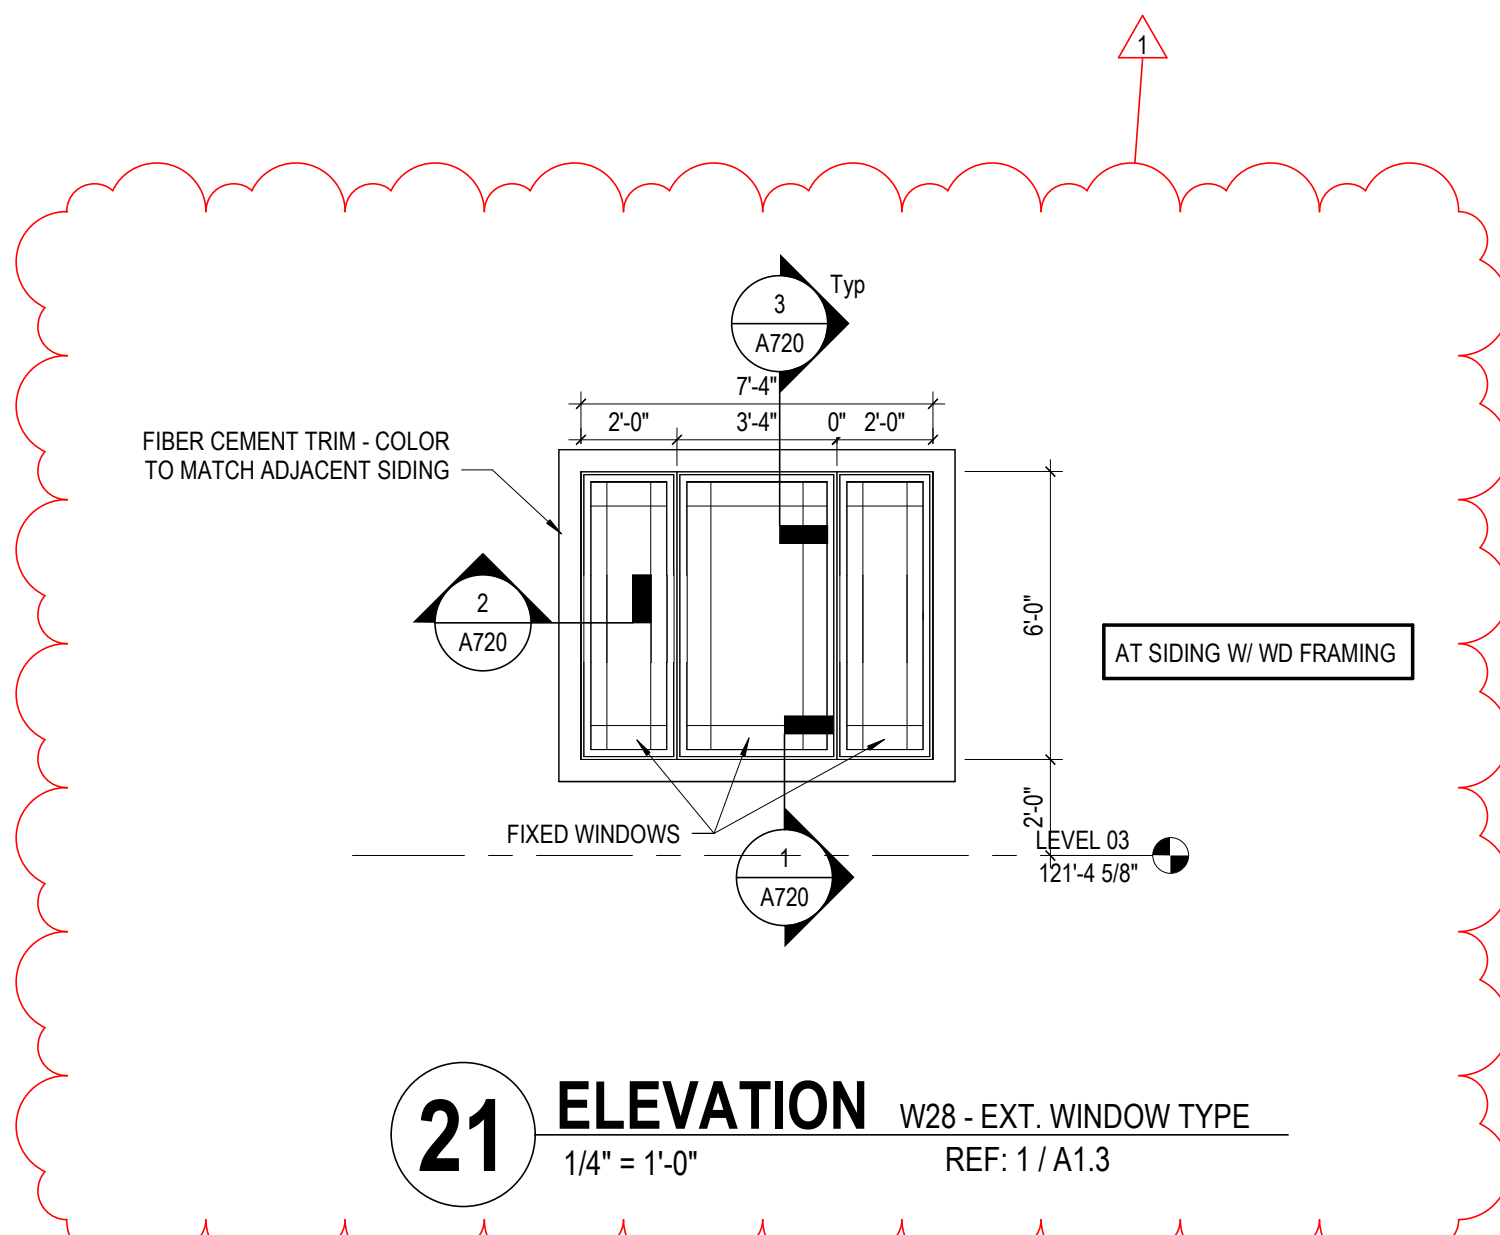 1
3
A720
Typ
7'-4"
2'-0"
3'-4"
0"
2'-0"
FIBER CEMENT TRIM - COLOR
TO MATCH ADJACENT SIDING
2
A720
6'-0"
AT SIDING W/ WD FRAMING
2'-0"
FIXED WINDOWS
LEVEL 03
121'-4 5/8"
1
A720
21
ELEVATION
W28 - EXT. WINDOW TYPE
1/4" = 1'-0"
REF: 1 / A1.3